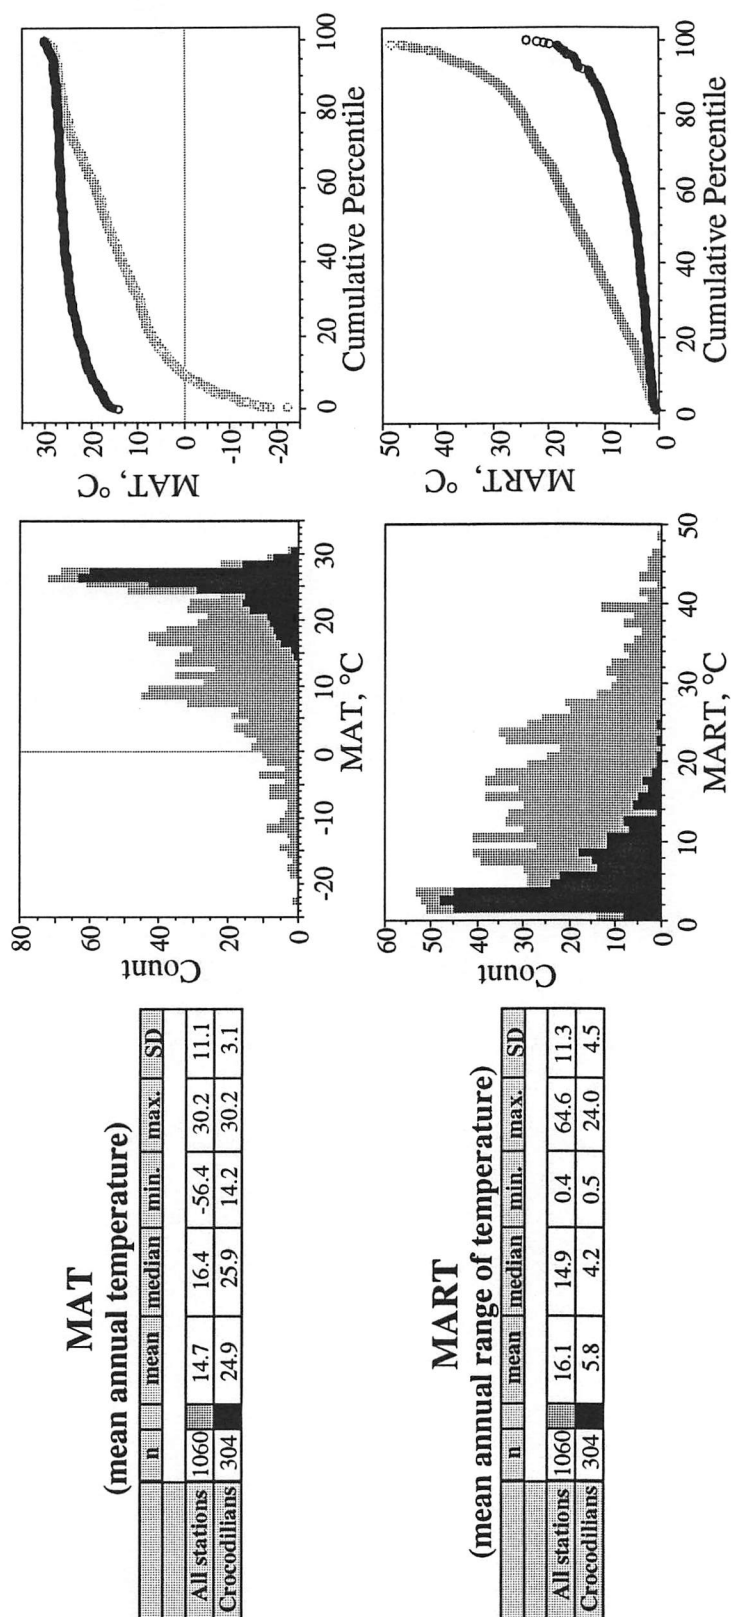 MAT
(mean annual temperature)
n mean median min. max. SD
All stations 1060 14.7 16.4 -56.4 30.2 11.1
Crocodilians 304 24.9 25.9 14.2 30.2 3.1
80
60
40
20
0
Count
-20 -10 0 10 20 30
MAT, °C
30
20
10
0
-10
-20
MAT, °C
0 20 40 60 80 100
Cumulative Percentile
MART
(mean annual range of temperature)
n mean median min. max. SD
All stations 1060 16.1 14.9 0.4 64.6 11.3
Crocodilians 304 5.8 4.2 0.5 24.0 4.5
60
50
40
30
20
10
0
Count
0 10 20 30 40 50
MART, °C
50
40
30
20
10
0
MART, °C
0 20 40 60 80 100
Cumulative Percentile